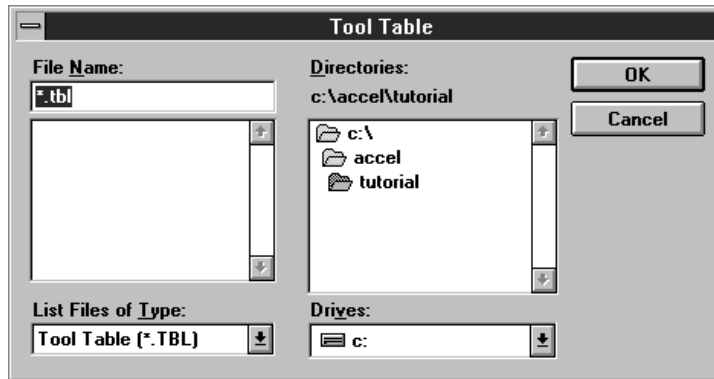 Tool Table
File Name:
*.tbl
Directories:
c:\accel\tutorial
OK
Cancel
c:\
accel
tutorial
List Files of Type:
Tool Table (*.TBL)
Drives:
c: